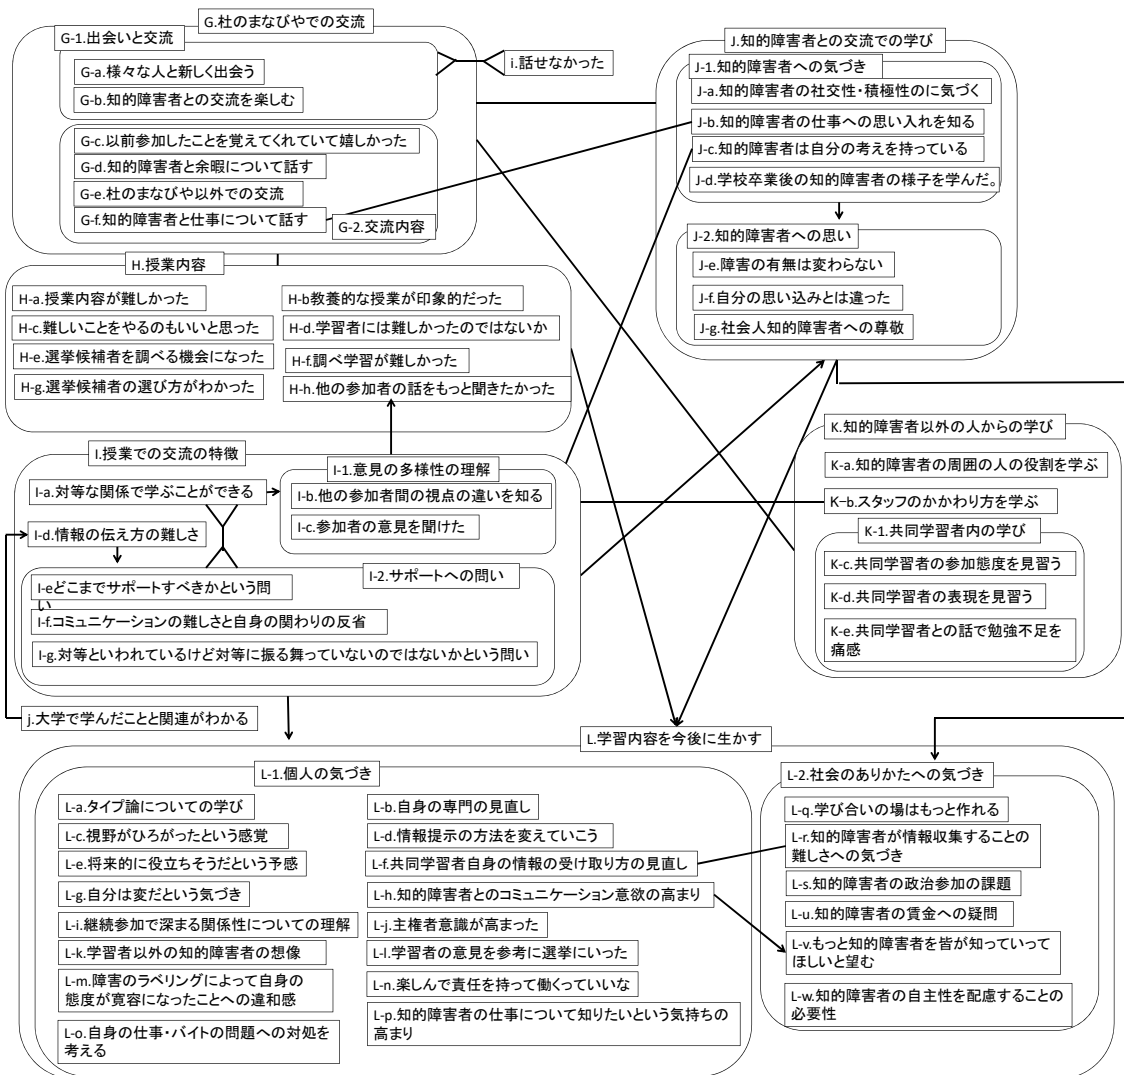 G.杜のまなびやでの交流
G-1.出会いと交流
G-a.様々な人と新しく出会う
G-b.知的障害者との交流を楽しむ
i.話せなかった
G-c.以前参加したことを覚えてくれていて嬉しかった
G-d.知的障害者と余暇について話す
G-e.杜のまなびや以外での交流
G-f.知的障害者と仕事について話す
G-2.交流内容
J.知的障害者との交流での学び
J-1.知的障害者への気づき
J-a.知的障害者の社交性・積極性のに気づく
J-b.知的障害者の仕事への思い入れを知る
J-c.知的障害者は自分の考えを持っている
J-d.学校卒業後の知的障害者の様子を学んだ。
J-2.知的障害者への思い
J-e.障害の有無は変わらない
J-f.自分の思い込みとは違った
J-g.社会人知的障害者への尊敬
H.授業内容
H-a.授業内容が難しかった
H-b教養的な授業が印象的だった
H-c.難しいことをやるのもいいと思った
H-d.学習者には難しかったのではないか
H-e.選挙候補者を調べる機会になった
H-f.調べ学習が難しかった
H-g.選挙候補者の選び方がわかった
H-h.他の参加者の話をもっと聞きたかった
I.授業での交流の特徴
I-a.対等な関係で学ぶことができる
I-1.意見の多様性の理解
I-b.他の参加者間の視点の違いを知る
I-c.参加者の意見を聞けた
I-d.情報の伝え方の難しさ
I-2.サポートへの問い
I-eどこまでサポートすべきかという問
い
I-f.コミュニケーションの難しさと自身の関わりの反省
I-g.対等といわれているけど対等に振る舞っていないのではないかという問い
j.大学で学んだことと関連がわかる
K.知的障害者以外の人からの学び
K-a.知的障害者の周囲の人の役割を学ぶ
K-b.スタッフのかかわり方を学ぶ
K-1.共同学習者内の学び
K-c.共同学習者の参加態度を見習う
K-d.共同学習者の表現を見習う
K-e.共同学習者との話で勉強不足を
痛感
L.学習内容を今後に生かす
L-1.個人の気づき
L-a.タイプ論についての学び
L-b.自身の専門の見直し
L-c.視野がひろがったという感覚
L-d.情報提示の方法を変えていこう
L-e.将来的に役立ちそうだという予感
L-f.共同学習者自身の情報の受け取り方の見直し
L-g.自分は変だという気づき
L-h.知的障害者とのコミュニケーション意欲の高まり
L-i.継続参加で深まる関係性についての理解
L-j.主権者意識が高まった
L-k.学習者以外の知的障害者の想像
L-l.学習者の意見を参考に選挙にいった
L-m.障害のラベリングによって自身の
態度が寛容になったことへの違和感
L-n.楽しんで責任を持って働くっていいな
L-o.自身の仕事・バイトの問題への対処を
考える
L-p.知的障害者の仕事について知りたいという気持ちの
高まり
L-2.社会のありかたへの気づき
L-q.学び合いの場はもっと作れる
L-r.知的障害者が情報収集することの
難しさへの気づき
L-s.知的障害者の政治参加の課題
L-u.知的障害者の賃金への疑問
L-v.もっと知的障害者を皆が知っていって
ほしいと望む
L-w.知的障害者の自主性を配慮することの
必要性